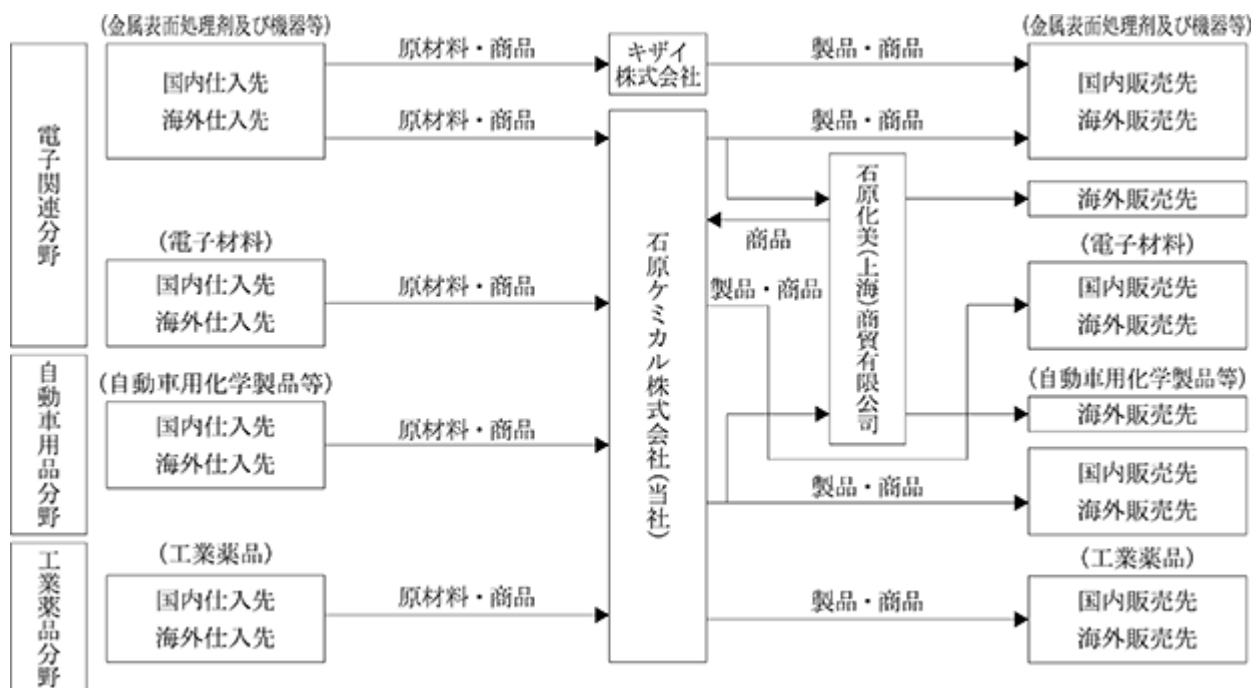 電子関連分野
(金属表面処理剤及び機器等)
国内仕入先
海外仕入先
原材料・商品
原材料・商品
キザイ
株式会社
製品・商品
製品・商品
(金属表面処理剤及び機器等)
国内販売先
海外販売先
海外販売先
石原ケミカル株式会社(当社)
石原化美(上海)商貿有限公司
商品
(電子材料)
国内仕入先
海外仕入先
原材料・商品
製品・商品
(電子材料)
国内販売先
海外販売先
自動車用品分野
(自動車用化学製品等)
国内仕入先
海外仕入先
原材料・商品
製品・商品
(自動車用化学製品等)
海外販売先
国内販売先
海外販売先
工業薬品分野
(工業薬品)
国内仕入先
海外仕入先
原材料・商品
製品・商品
(工業薬品)
国内販売先
海外販売先